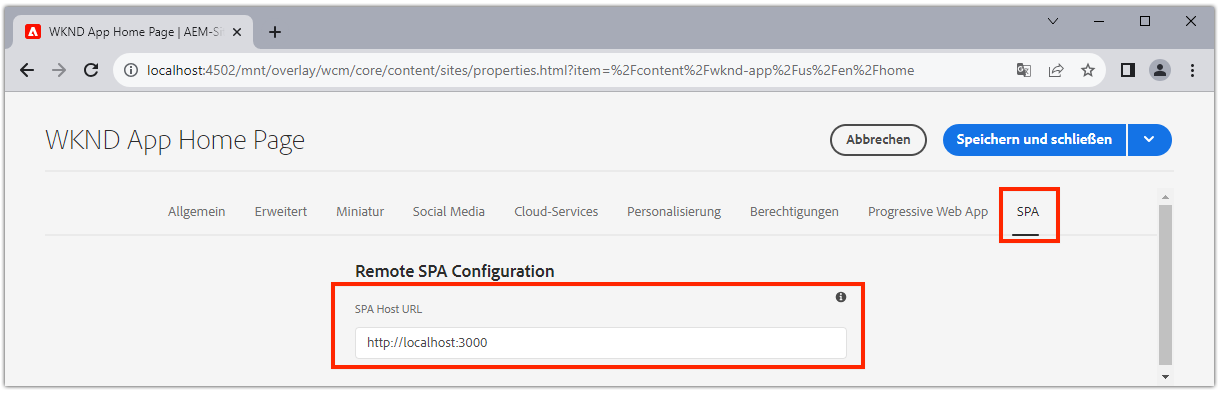 WKND App Home Page | AEM-Si
localhost:4502/mnt/overlay/wcm/core/content/sites/properties.html?item=%2Fcontent%2Fwknd-app%2Fus%2Fen%2Fhome
WKND App Home Page
Abbrechen
Speichern und schließen
Allgemein Erweitert Miniatur Social Media Cloud-Services Personalisierung Berechtigungen Progressive Web App SPA
Remote SPA Configuration
SPA Host URL
http://localhost:3000